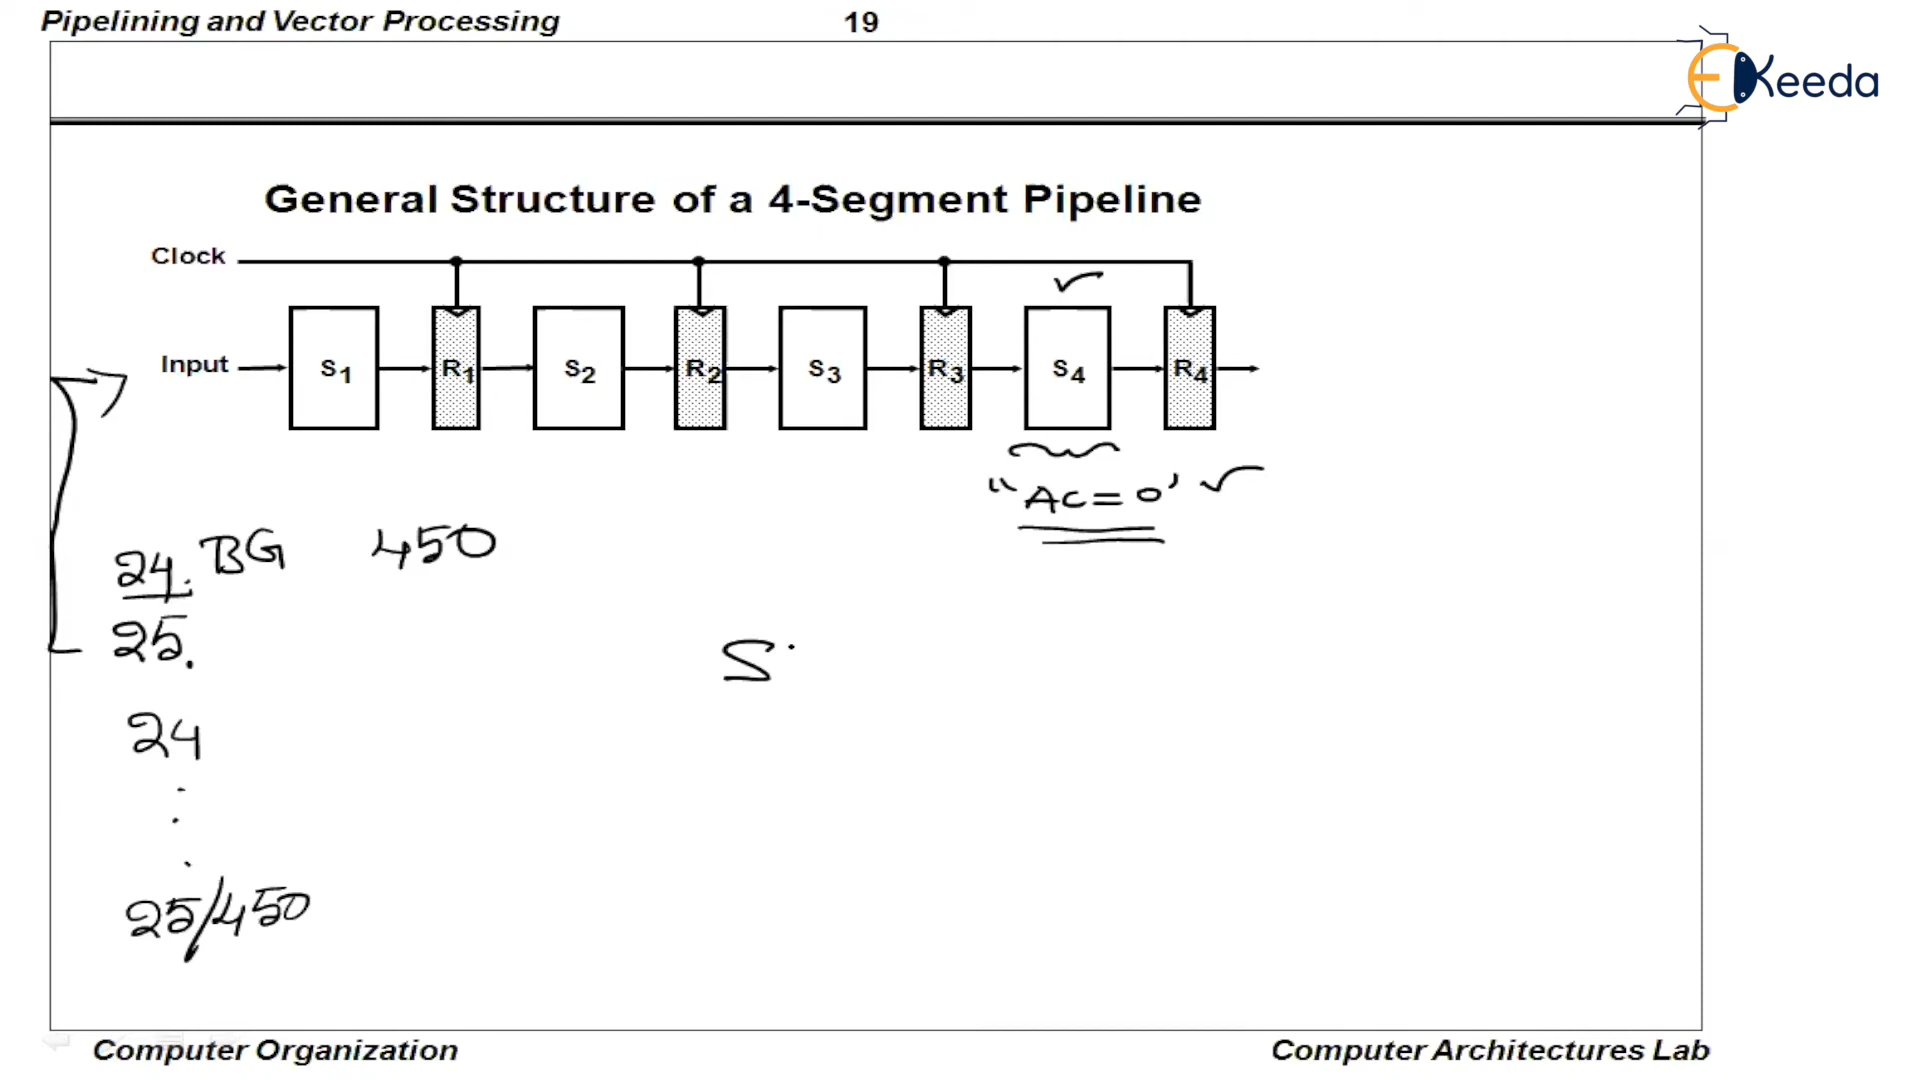 Pipelining and Vector Processing 19
EKeeda
General Structure of a 4-Segment Pipeline
Clock
Input S1 R1 S2 R2 S3 R3 S4 R4
"AC=0'
24. BG 450
25.
S
24
25/450
Computer Organization Computer Architectures Lab